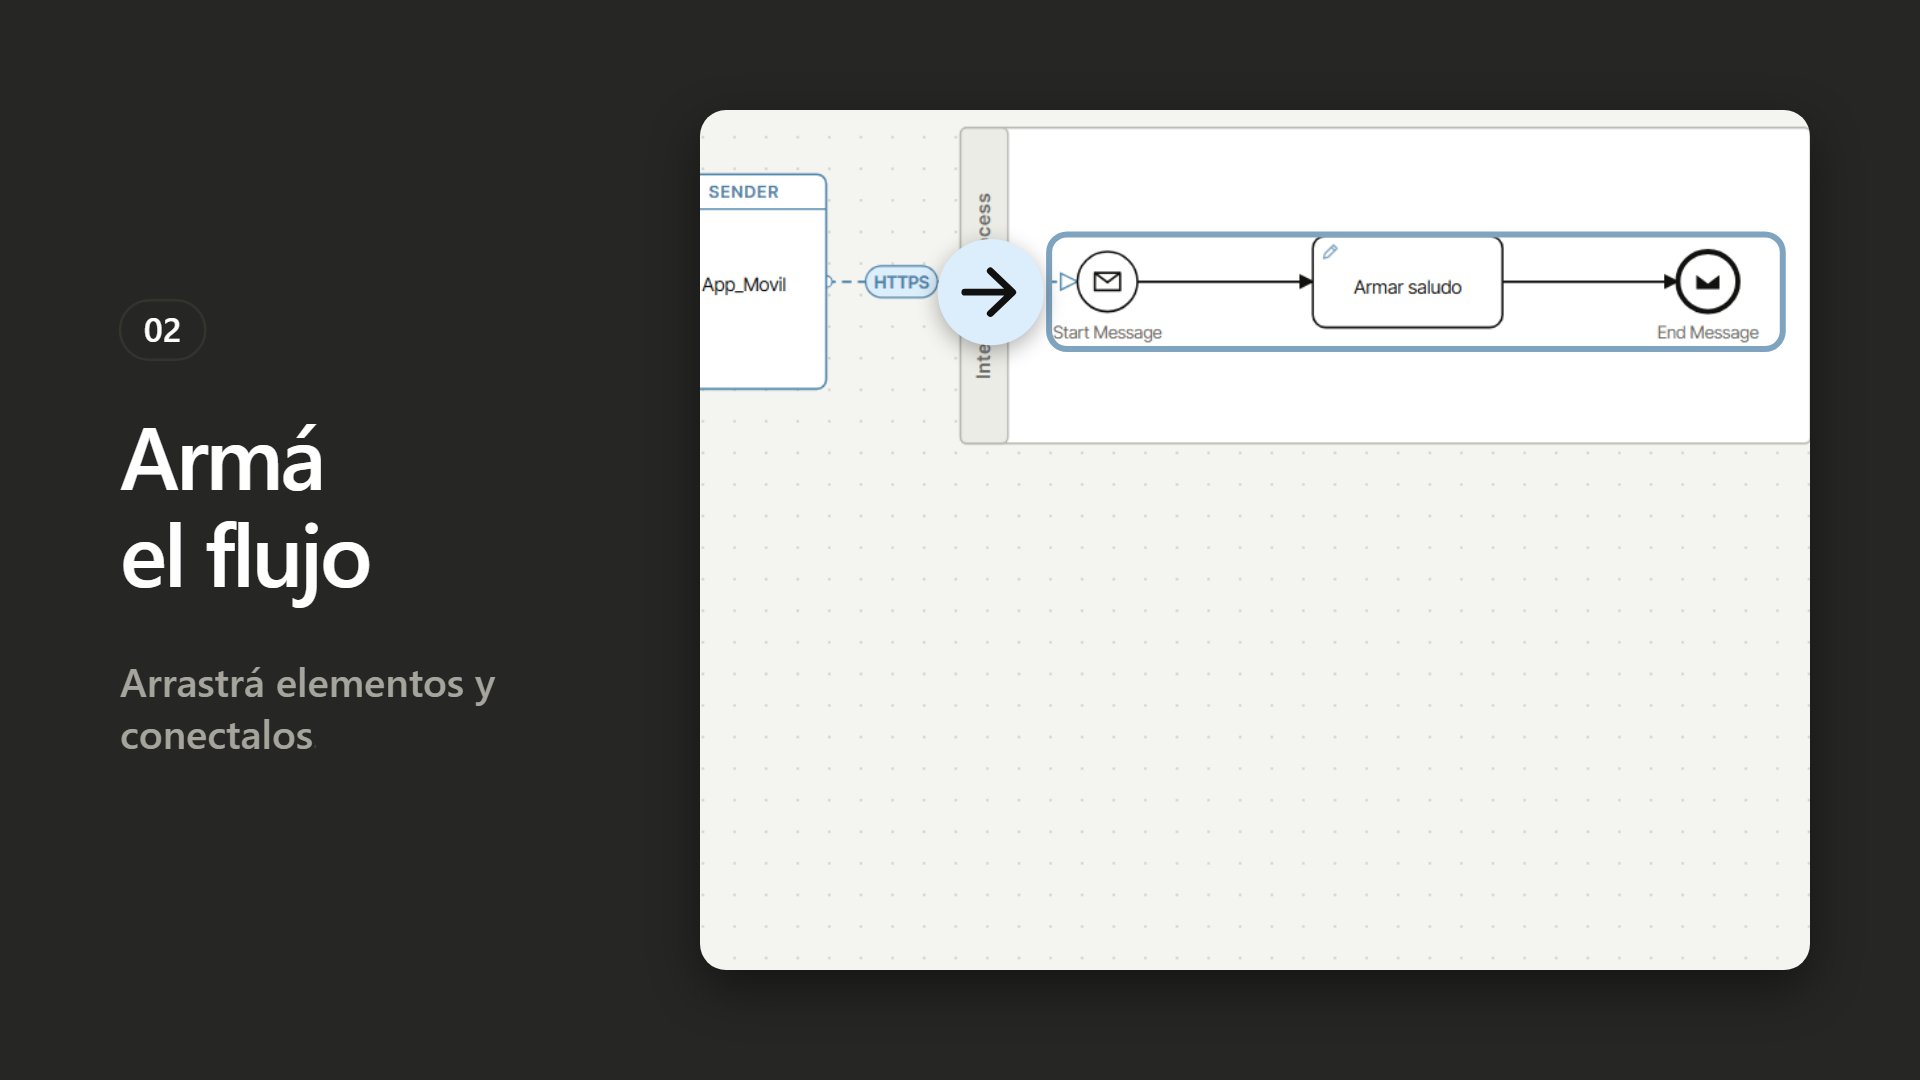 02
Armá
el flujo
Arrastrá elementos y
conectalos
SENDER
App_Movil
HTTPS
Start Message
Armar saludo
End Message